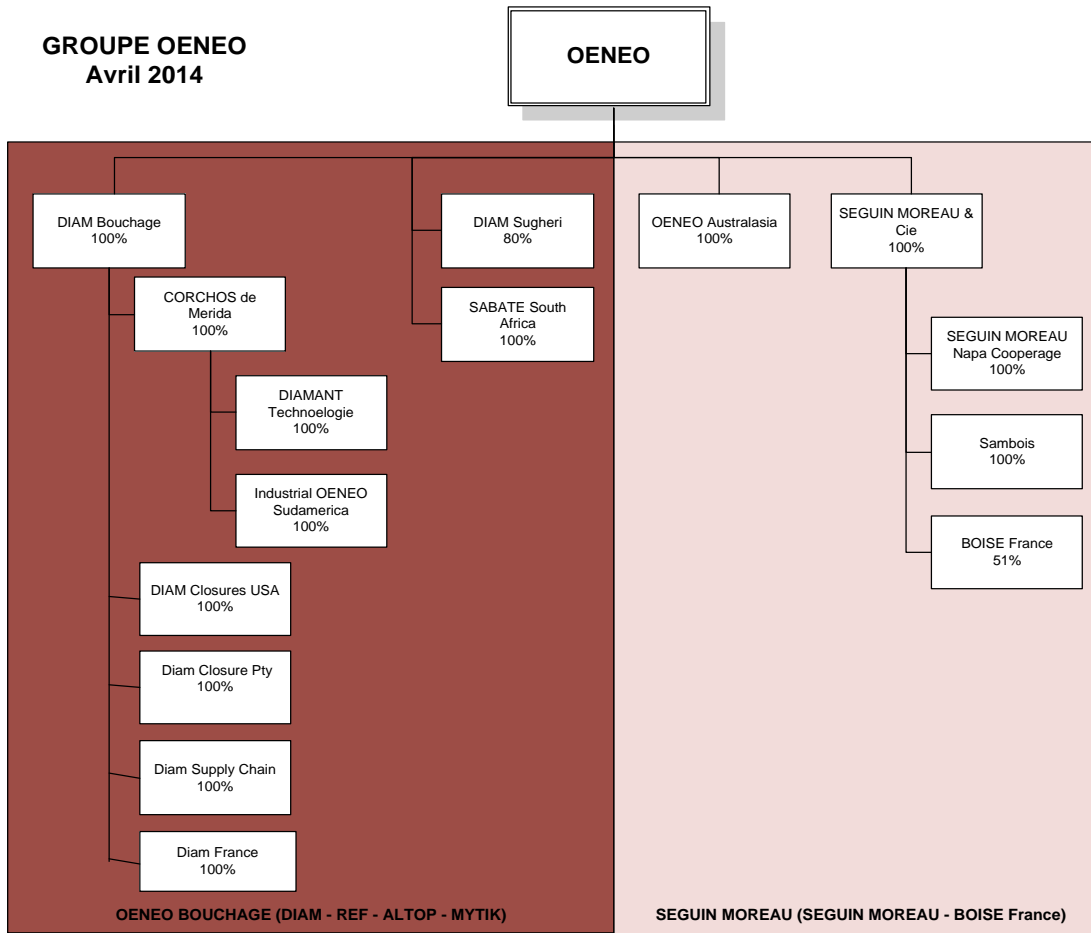 GROUPE OENEO
Avril 2014
OENEO
DIAM Bouchage
100%
CORCHOS de
Merida
100%
DIAMANT
Technoelogie
100%
Industrial OENEO
Sudamerica
100%
DIAM Closures USA
100%
Diam Closure Pty
100%
Diam Supply Chain
100%
Diam France
100%
DIAM Sugheri
80%
SABATE South
Africa
100%
OENEO Australasia
100%
SEGUIN MOREAU &
Cie
100%
SEGUIN MOREAU
Napa Cooperage
100%
Sambois
100%
BOISE France
51%
OENEO BOUCHAGE (DIAM - REF - ALTOP - MYTIK)
SEGUIN MOREAU (SEGUIN MOREAU - BOISE France)